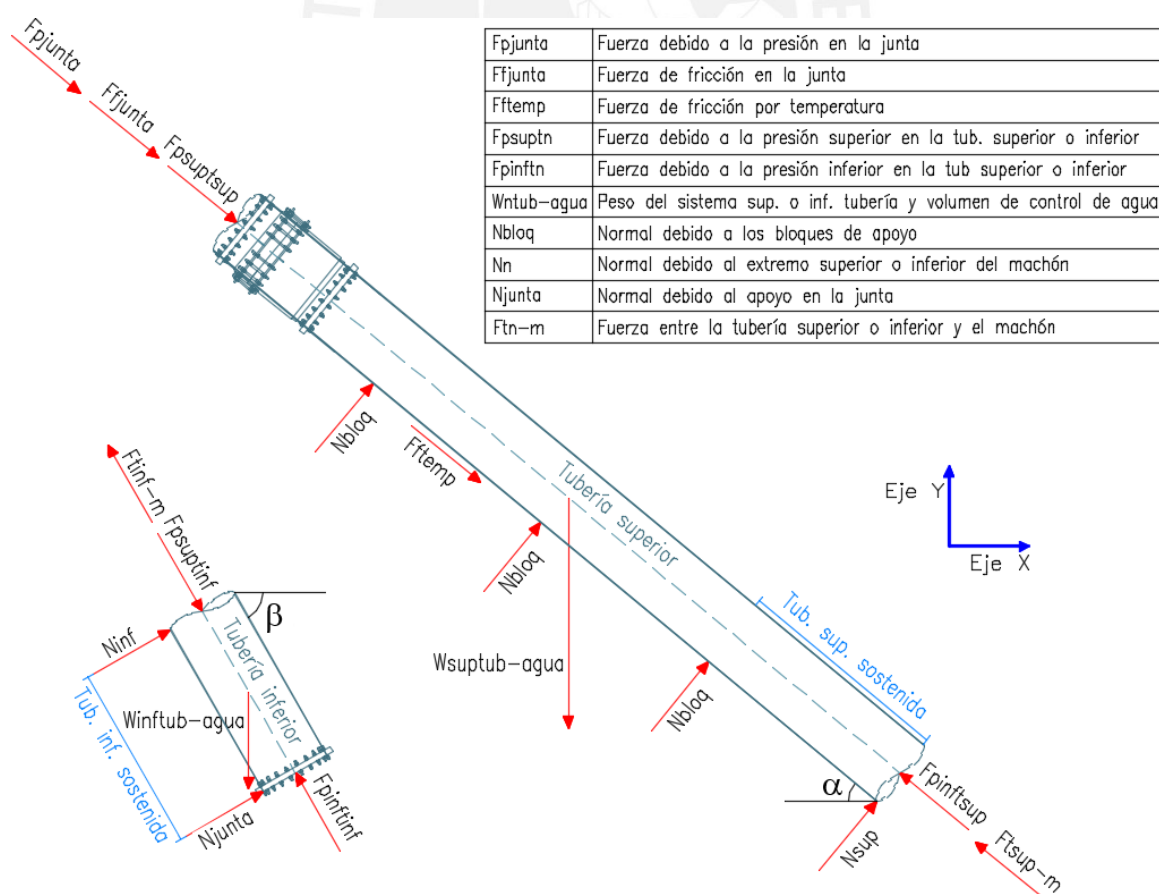 Fpjunta Fuerza debido a la presión en la junta
Ffjunta Fuerza de fricción en la junta
Fftemp Fuerza de fricción por temperatura
Fpsuptn Fuerza debido a la presión superior en la tub. superior o inferior
Fpinftn Fuerza debido a la presión inferior en la tub superior o inferior
Wntub-agua Peso del sistema sup. o inf. tubería y volumen de control de agua
Nbloq Normal debido a los bloques de apoyo
Nn Normal debido al extremo superior o inferior del machón
Njunta Normal debido al apoyo en la junta
Ftn-m Fuerza entre la tubería superior o inferior y el machón
Fpjunta
Ffjunta
Fpsuptsup
Nbloq
Fftemp
Nbloq
Tubería superior
Wsuptub-agua
Nbloq
Tub. sup. sostenida
Eje Y
Eje X
α
Fpinftsup
Nsup
Ftsup-m
Ftinf-m
Fpsuptinf
β
Ninf
Tubería inferior
Winftub-agua
Tub. inf. sostenida
Njunta
Fpinftinf